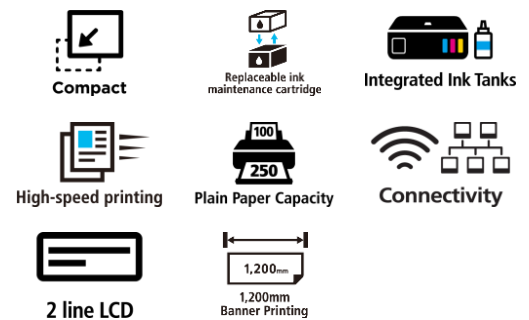 Compact
Replaceable ink
maintenance cartridge
Integrated Ink Tanks
High-speed printing
100
250
Plain Paper Capacity
Connectivity
2 line LCD
1,200mm
1,200mm
Banner Printing